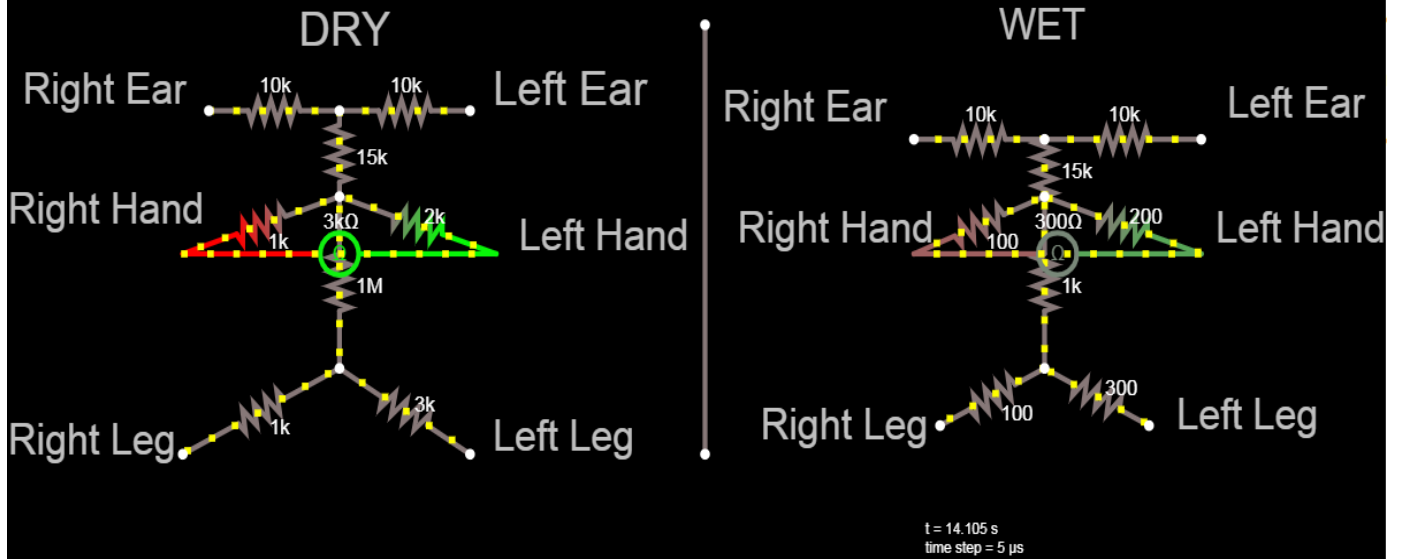 DRY
Right Ear
10k
10k
Left Ear
15k
Right Hand
1k
3kΩ
2k
Left Hand
Ω
1M
1k
3k
Right Leg
Left Leg
WET
Right Ear
10k
10k
Left Ear
15k
Right Hand
100
300Ω
200
Left Hand
Ω
1k
100
300
Right Leg
Left Leg
t = 14.105 s
time step = 5 μs